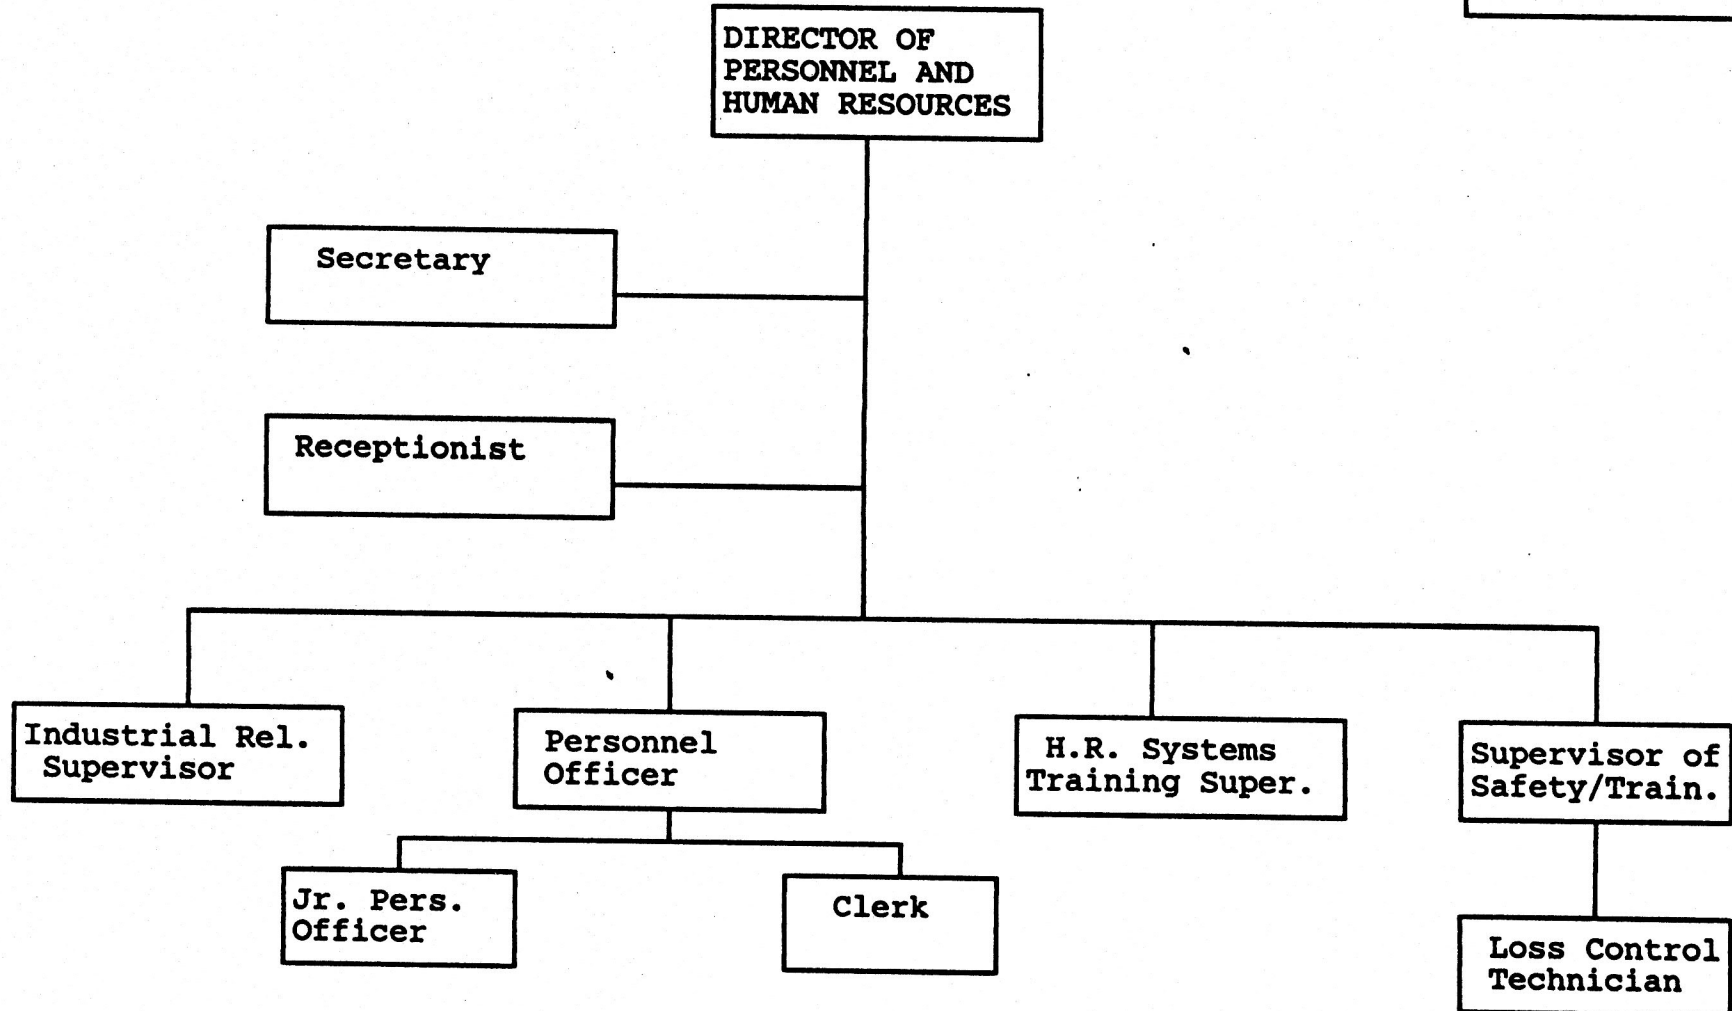 DIRECTOR OF
PERSONNEL AND
HUMAN RESOURCES
Secretary
Receptionist
Industrial Rel.
Supervisor
Personnel
Officer
H.R. Systems
Training Super.
Supervisor of
Safety/Train.
Jr. Pers.
Officer
Clerk
Loss Control
Technician